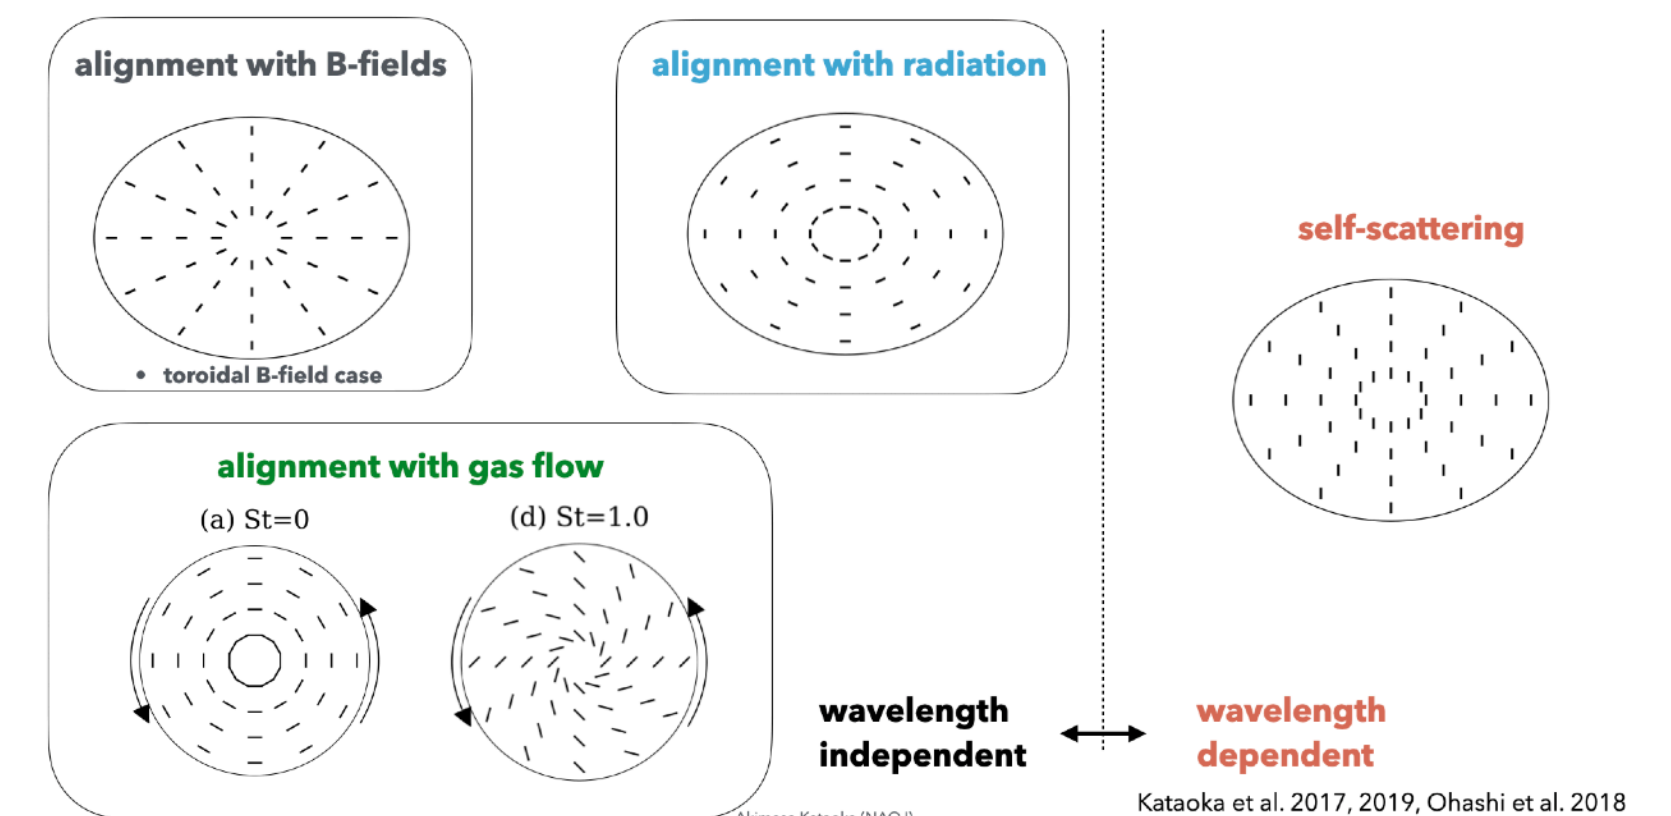 alignment with B-fields
• toroidal B-field case
alignment with radiation
self-scattering
alignment with gas flow
(a) St=0
(d) St=1.0
wavelength
independent
wavelength
dependent
Kataoka et al. 2017, 2019, Ohashi et al. 2018